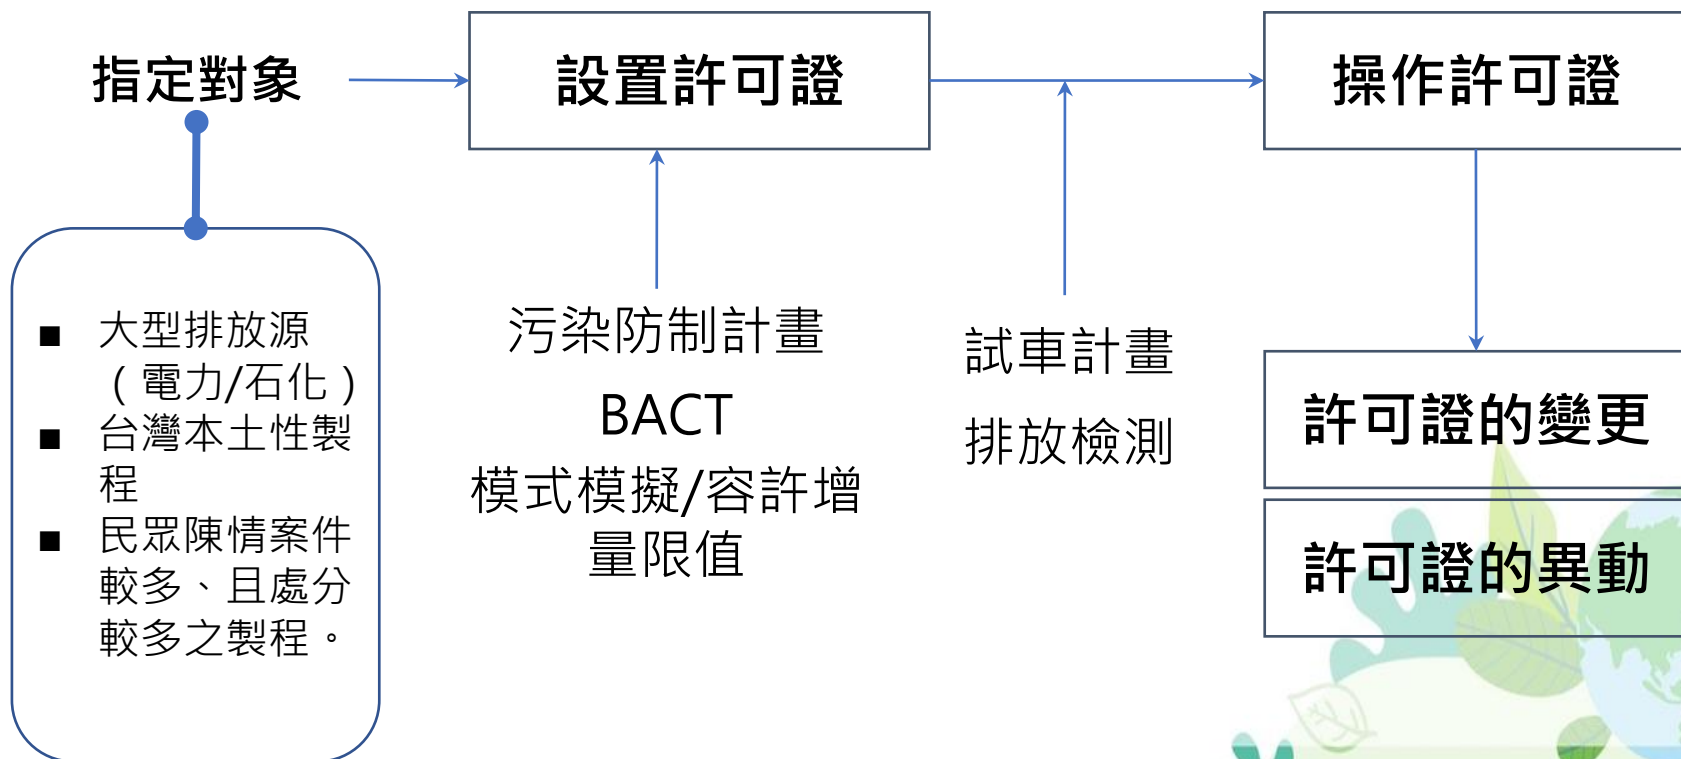 指定對象
設置許可證
操作許可證
■ 大型排放源
(電力/石化)
■ 台灣本土性製
程
■ 民眾陳情案件
較多、且處分
較多之製程。
污染防制計畫
BACT
模式模擬/容許增
量限值
試車計畫
排放檢測
許可證的變更
許可證的異動